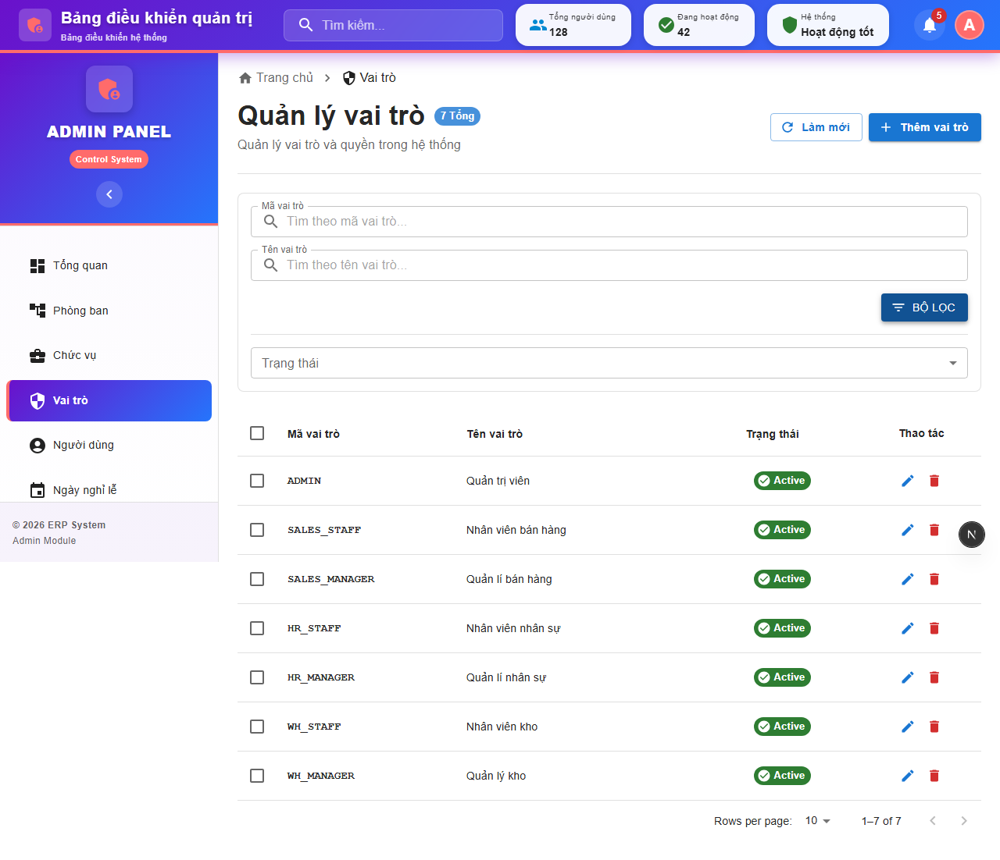 Bảng điều khiển quản trị
Bảng điều khiển hệ thống
Tìm kiếm...
Tổng người dùng
128
Đang hoạt động
42
Hệ thống
Hoạt động tốt
5
A
ADMIN PANEL
Control System
Tổng quan
Phòng ban
Chức vụ
Vai trò
Người dùng
Ngày nghỉ lễ
© 2026 ERP System
Admin Module
Trang chủ
Vai trò
Quản lý vai trò
7 Tổng
Quản lý vai trò và quyền trong hệ thống
Làm mới
Thêm vai trò
Mã vai trò
Tìm theo mã vai trò...
Tên vai trò
Tìm theo tên vai trò...
BỘ LỌC
Trạng thái
Mã vai trò Tên vai trò Trạng thái Thao tác
ADMIN Quản trị viên Active
SALES_STAFF Nhân viên bán hàng Active
N
SALES_MANAGER Quản lí bán hàng Active
HR_STAFF Nhân viên nhân sự Active
HR_MANAGER Quản lí nhân sự Active
WH_STAFF Nhân viên kho Active
WH_MANAGER Quản lý kho Active
Rows per page: 10 1–7 of 7